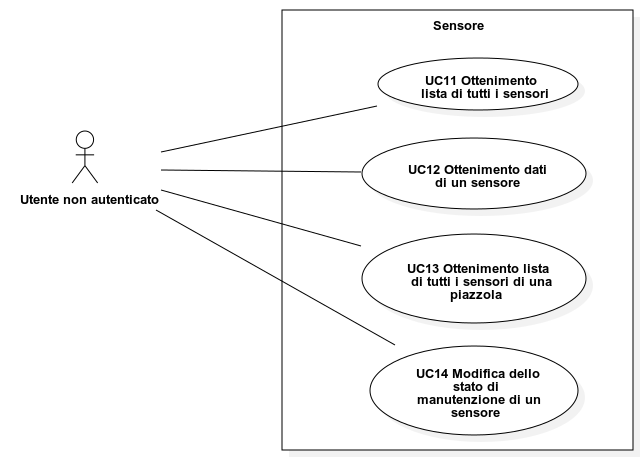 Sensore
UC11 Ottenimento
lista di tutti i sensori
UC12 Ottenimento dati
di un sensore
Utente non autenticato
UC13 Ottenimento lista
di tutti i sensori di una
piazzola
UC14 Modifica dello
stato di
manutenzione di un
sensore